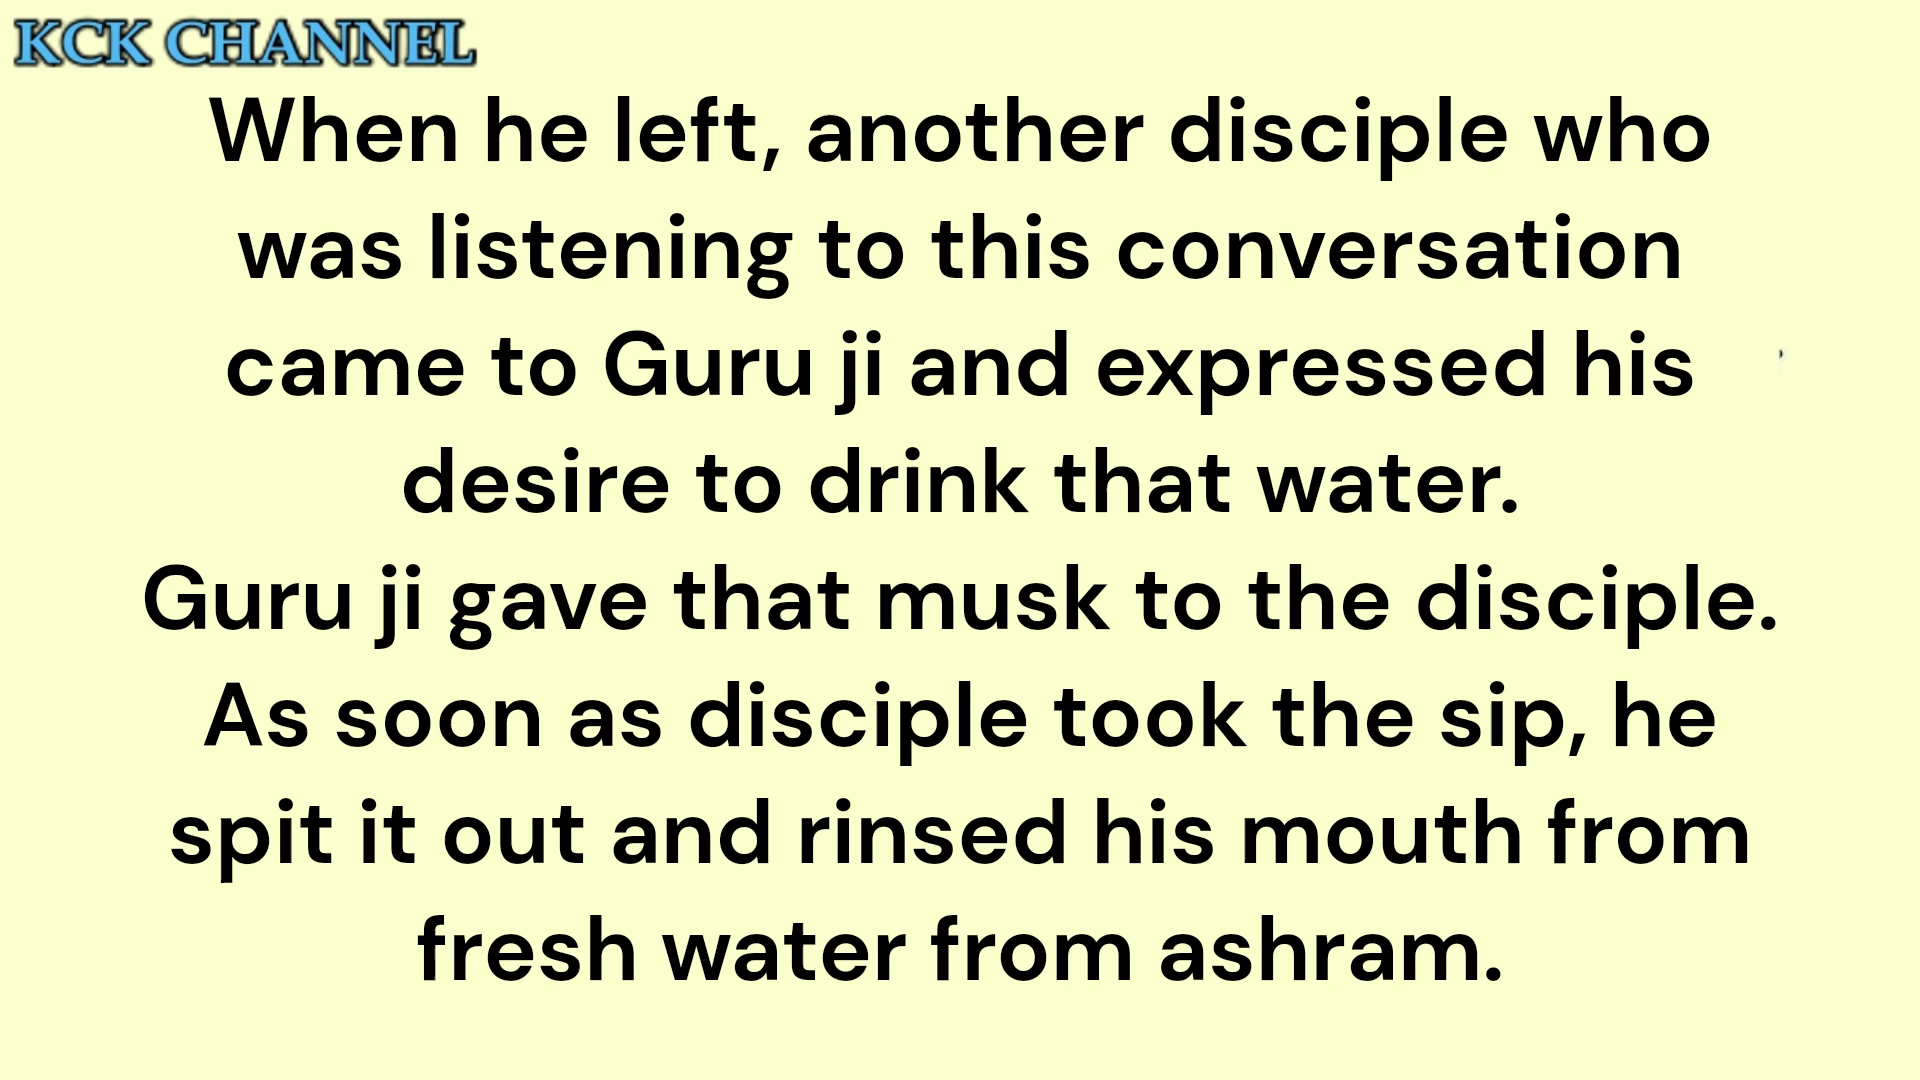 KCK CHANNEL
When he left, another disciple who
was listening to this conversation
came to Guru ji and expressed his
desire to drink that water.
Guru ji gave that musk to the disciple.
As soon as disciple took the sip, he
spit it out and rinsed his mouth from
fresh water from ashram.